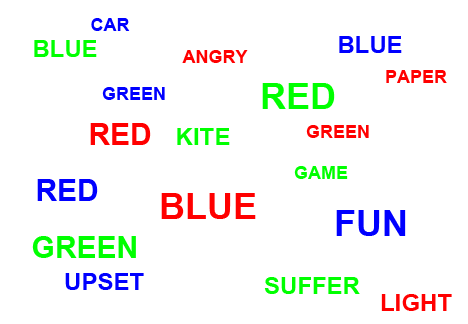 CAR
BLUE
ANGRY
BLUE
PAPER
GREEN
RED
RED
KITE
GREEN
GAME
RED
BLUE
FUN
GREEN
UPSET
SUFFER
LIGHT